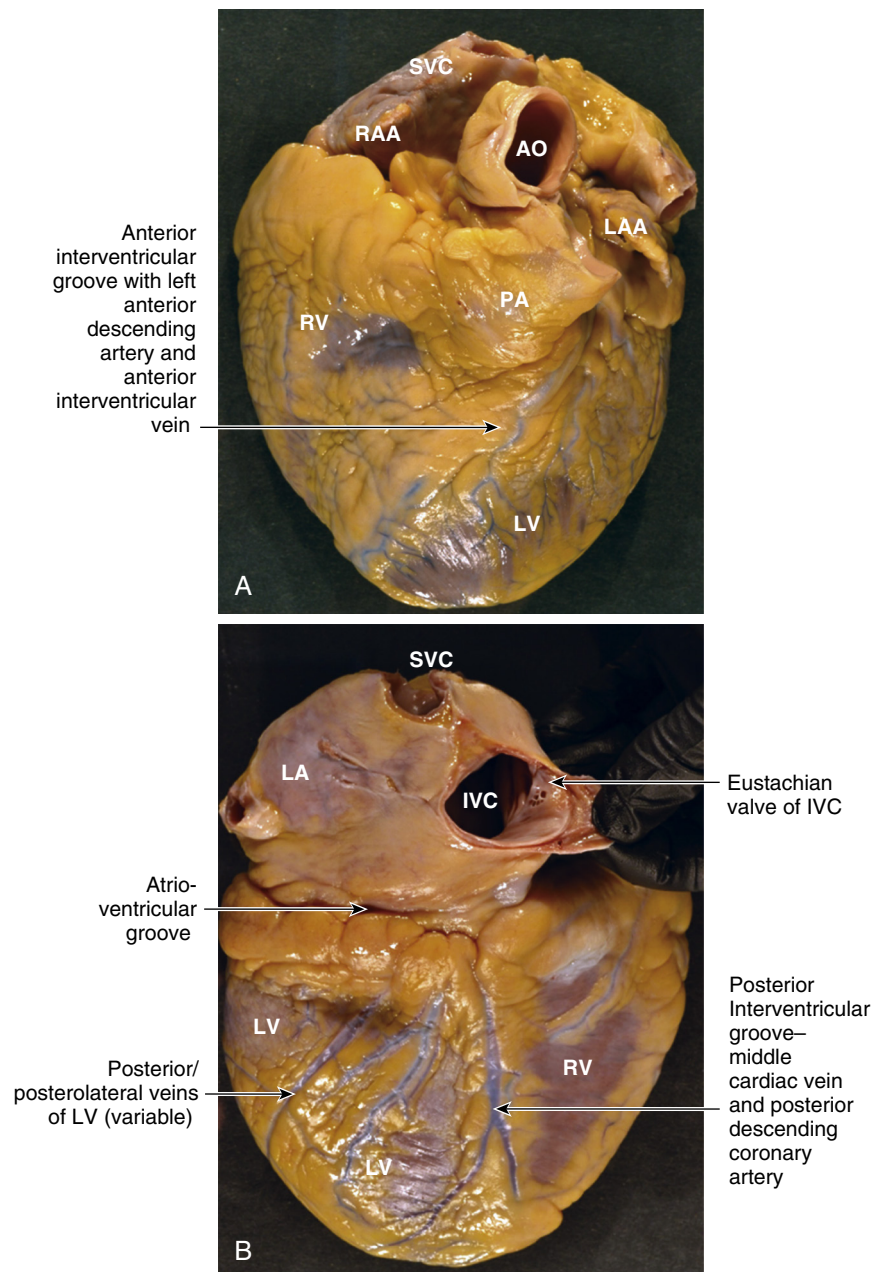 SVC
RAA
AO
LAA
PA
RV
LV
Anterior
interventricular
groove with left
anterior
descending
artery and
anterior
interventricular
vein
A
SVC
LA
IVC
Eustachian
valve of IVC
Atrio-
ventricular
groove
LV
RV
LV
Posterior/
posterolateral veins
of LV (variable)
Posterior
Interventricular
groove–
middle
cardiac vein
and posterior
descending
coronary
artery
B